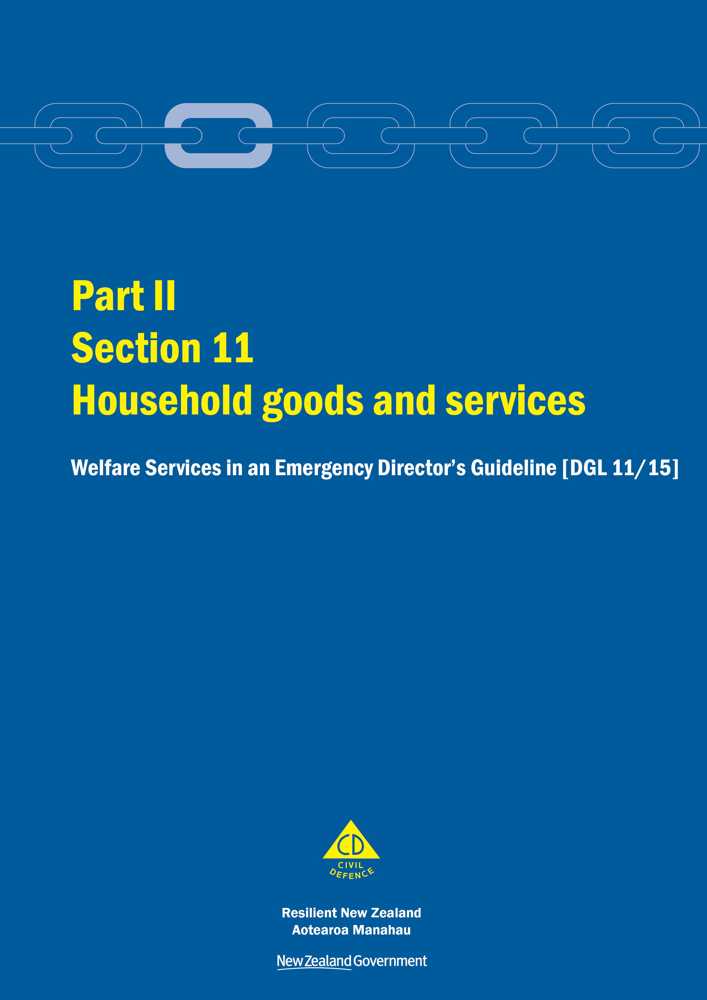 Part II
Section 11
Household goods and services
Welfare Services in an Emergency Director’s Guideline [DGL 11/15]
CD
CIVIL
DEFENCE
Resilient New Zealand
Aotearoa Manahau
New Zealand Government